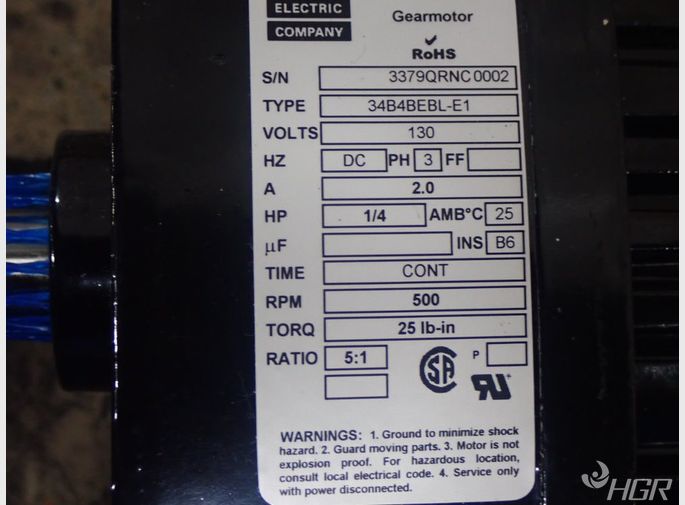 ELECTRIC
COMPANY
Gearmotor
RoHS
S/N 3379QRNC0002
TYPE 34B4BEBL-E1
VOLTS 130
HZ DC PH 3 FF
A 2.0
HP 1/4 AMB°C 25
µF INS B6
TIME CONT
RPM 500
TORQ 25 lb-in
RATIO 5:1 P
SA
RU
WARNINGS: 1. Ground to minimize shock
hazard. 2. Guard moving parts. 3. Motor is not
explosion proof. For hazardous location,
consult local electrical code. 4. Service only
with power disconnected.
HGR